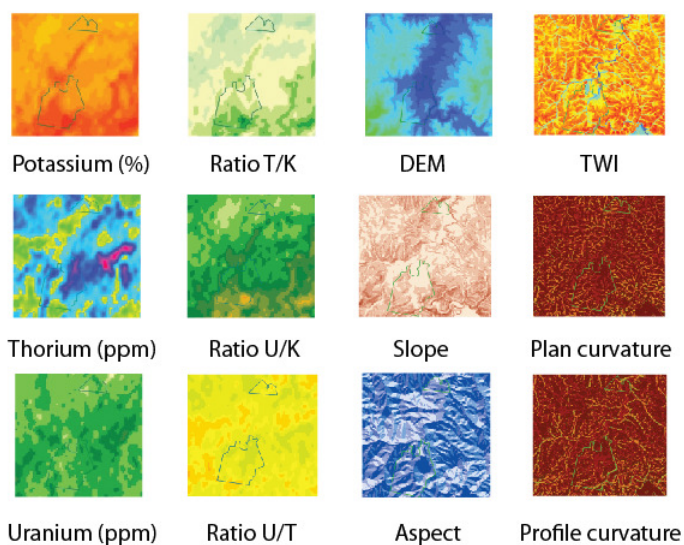 Potassium (%) Ratio T/K DEM TWI
Thorium (ppm) Ratio U/K Slope Plan curvature
Uranium (ppm) Ratio U/T Aspect Profile curvature